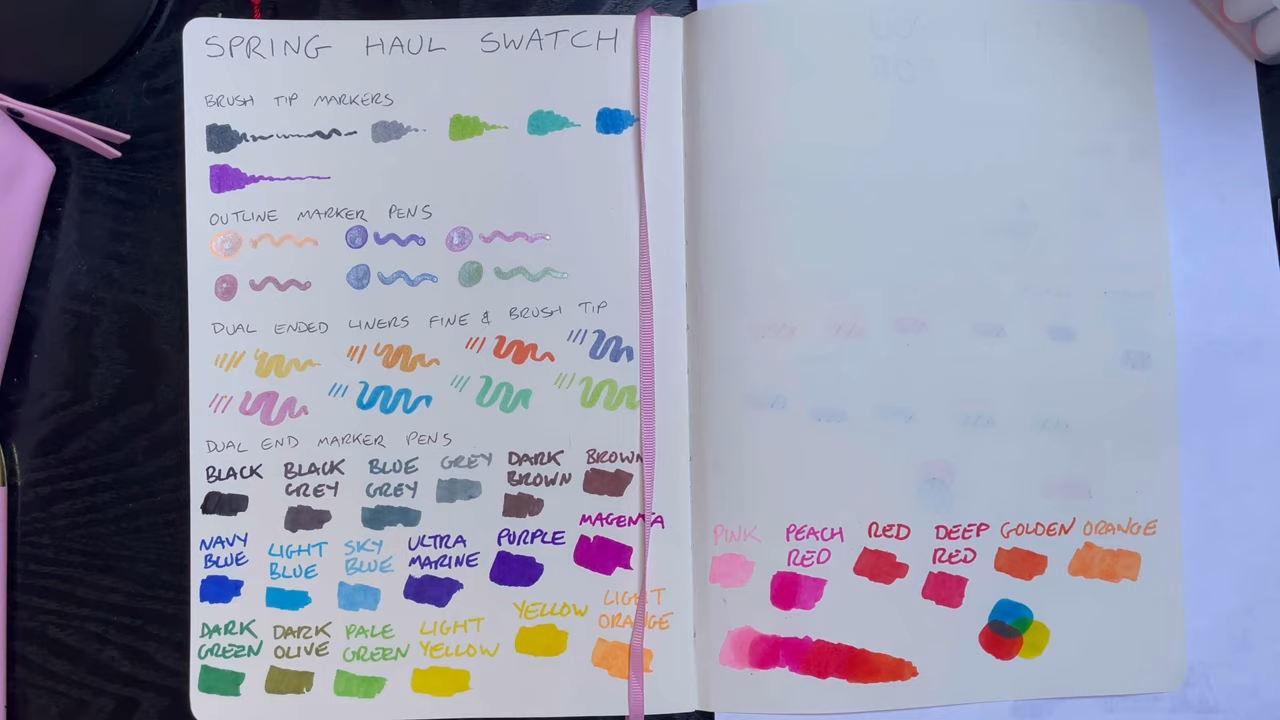 SPRING HAUL SWATCH
BRUSH TIP MARKERS
OUTLINE MARKER PENS
DUAL ENDED LINERS FINE & BRUSH TIP
DUAL END MARKER PENS
BLACK
BLACK GREY
BLUE GREY
GREY
DARK BROWN
BROWN
NAVY BLUE
LIGHT BLUE
SKY BLUE
ULTRA MARINE
PURPLE
MAGENTA
DARK GREEN
DARK OLIVE
PALE GREEN
LIGHT YELLOW
YELLOW
LIGHT ORANGE
PINK
PEACH RED
RED
DEEP RED
GOLDEN ORANGE